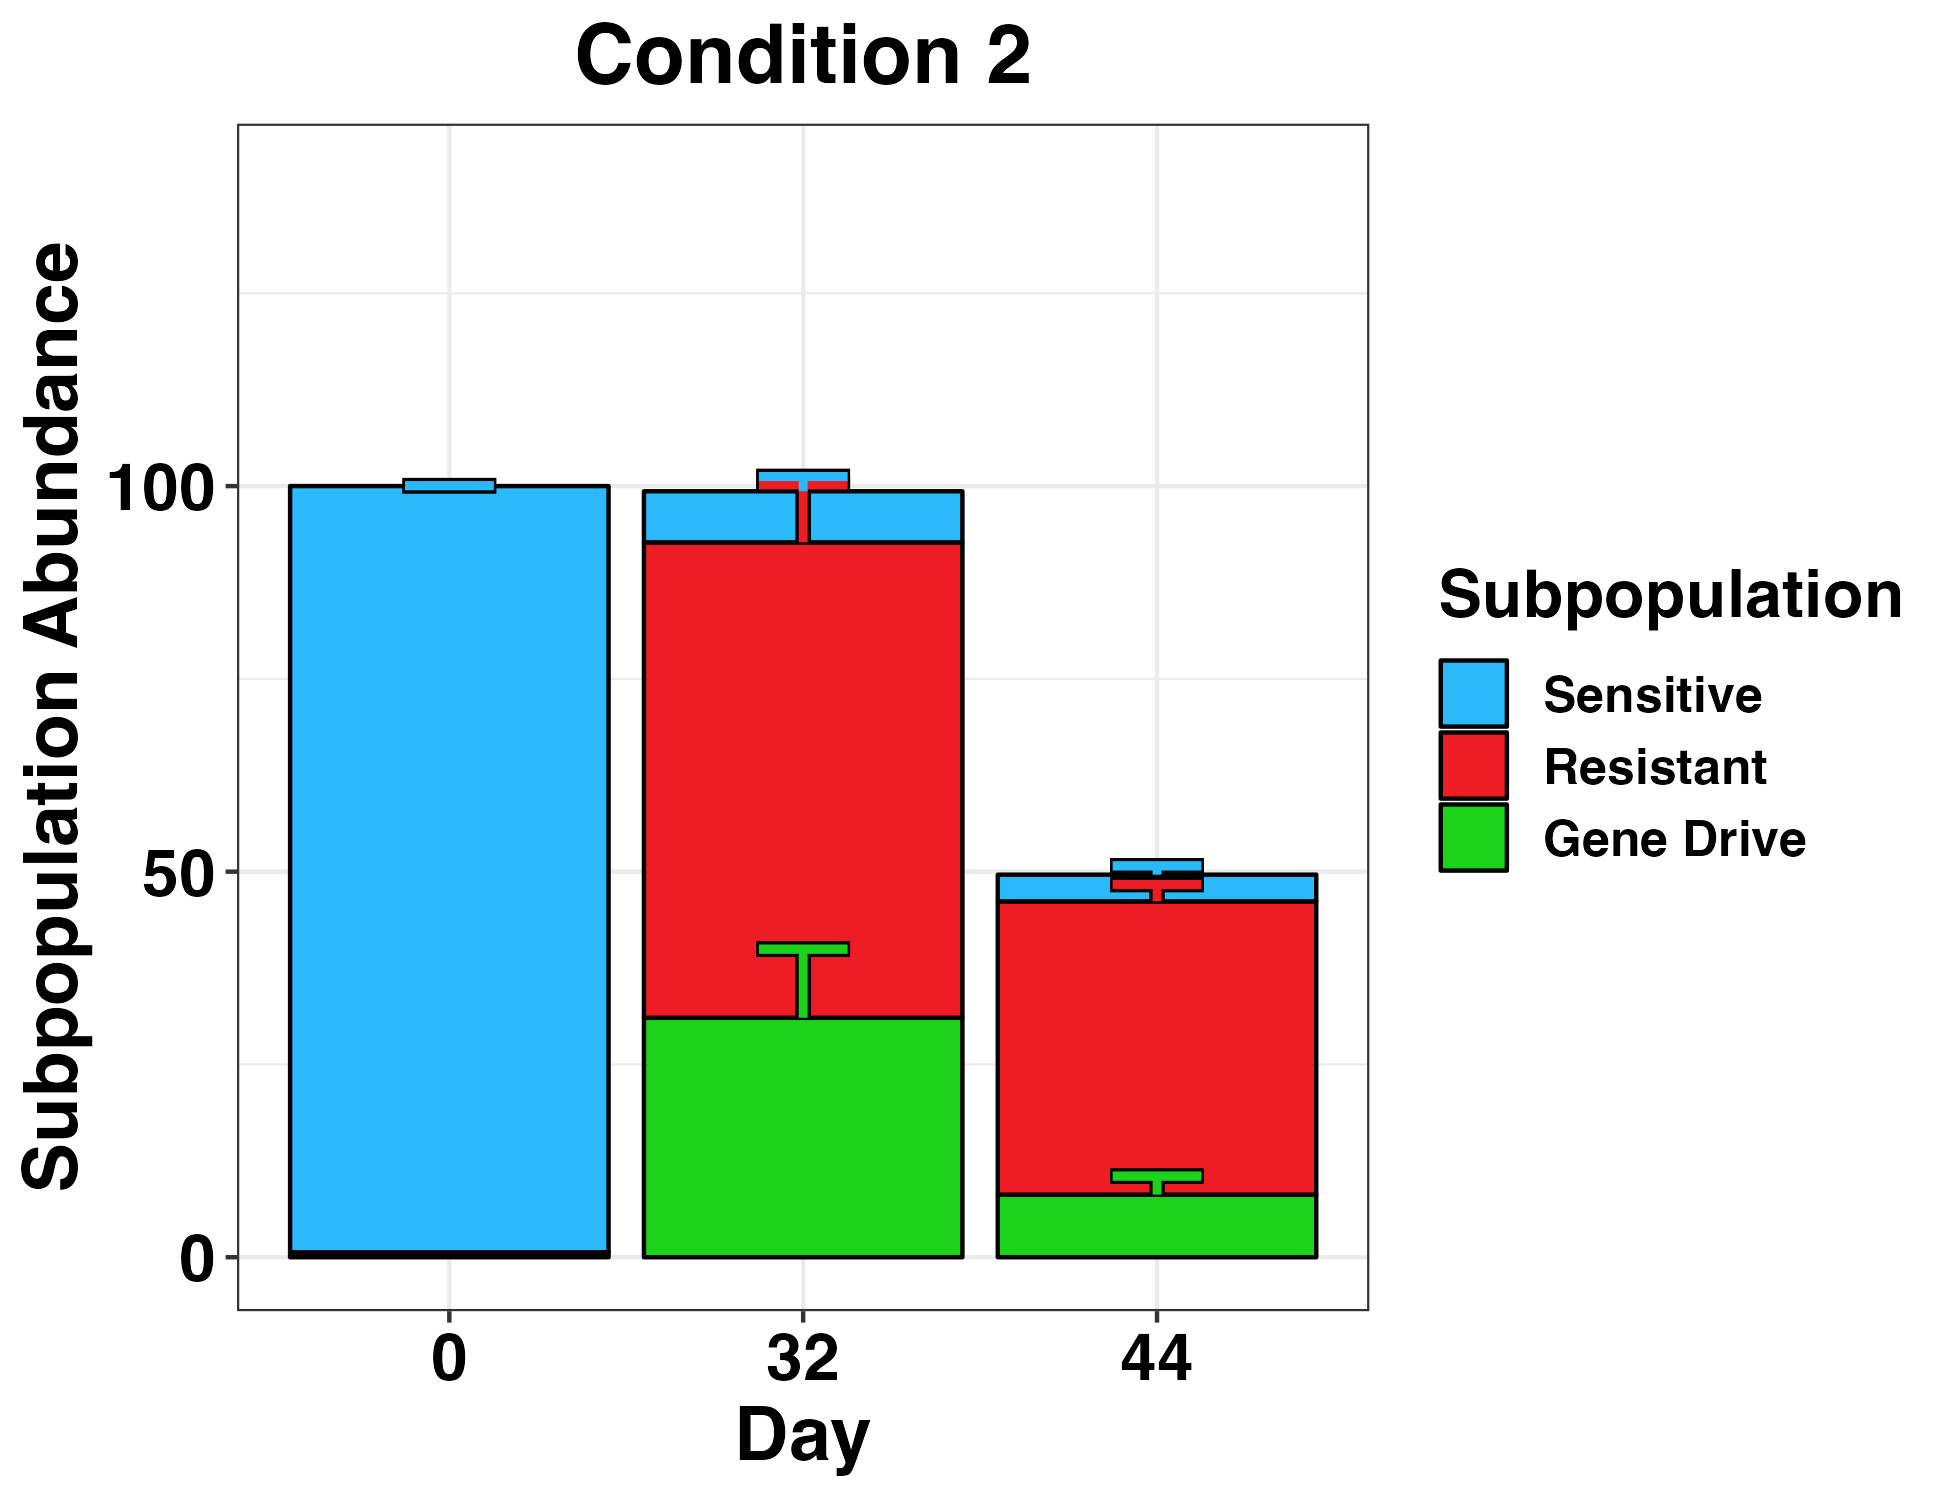 Condition 2
Subpopulation Abundance
100
50
0
0 32 44
Day
Subpopulation
Sensitive
Resistant
Gene Drive